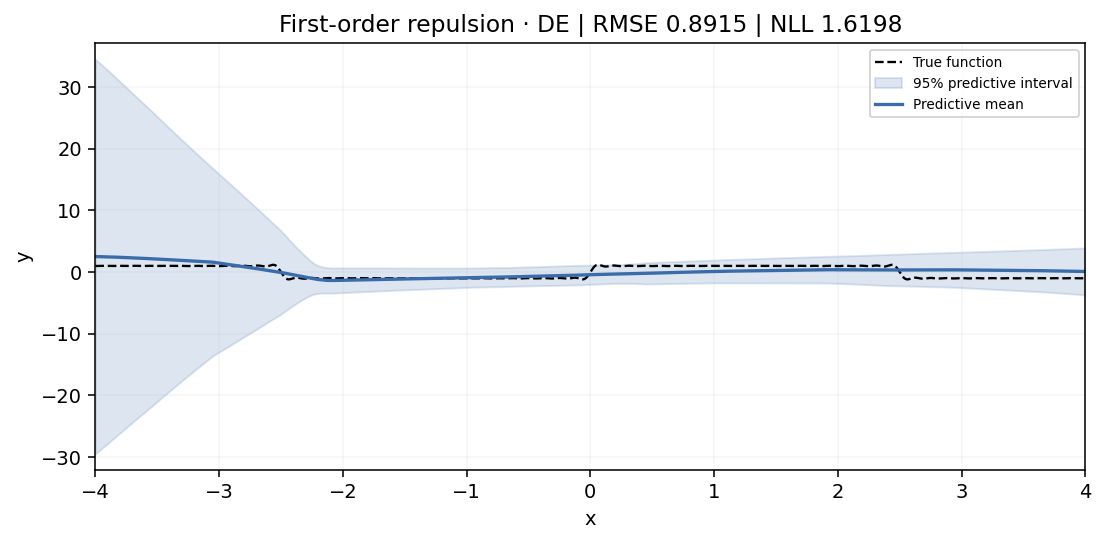 First-order repulsion · DE | RMSE 0.8915 | NLL 1.6198
True function
95% predictive interval
Predictive mean
30
20
10
0
−10
−20
−30
y
−4 −3 −2 −1 0 1 2 3 4
x